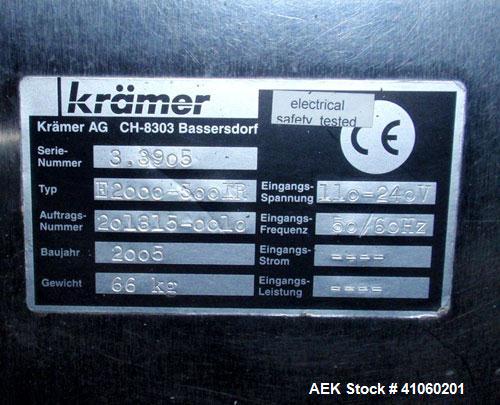 krämer
Krämer AG CH-8303 Bassersdorf
electrical
safety tested
CE
Serie-
Nummer 3.3905
Typ H2000-500IP
Auftrags-
Nummer 201815-0010
Baujahr 2005
Gewicht 66 kg
Eingangs-
Spannung 110-240V
Eingangs-
Frequenz 50/60Hz
Eingangs-
Strom ----
Eingangs-
Leistung ----
AEK Stock # 41060201